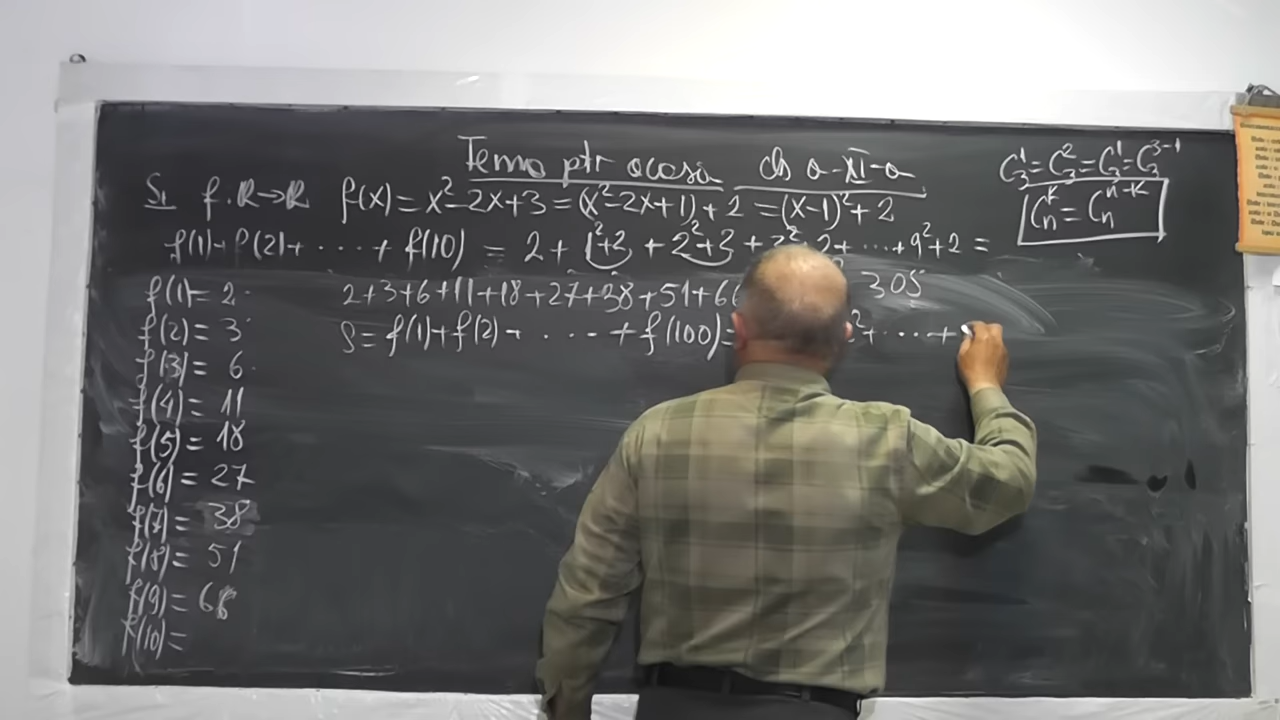 Tema ptr acasă cls a-XI-a
C₃¹=C₃²=C₃¹=C₃³⁻¹
Cₙᵏ=Cₙⁿ⁻ᵏ
S₁ f:R→R f(x)=x²-2x+3=(x²-2x+1)+2=(x-1)²+2
f(1)+f(2)+.....+f(10) = 2+1²+2+2²+2+ +...+9²+2=
2+3+6+11+18+27+38+51+66 305
S=f(1)+f(2)+.....+f(100)= ²+....+
f(1)=2
f(2)=3
f(3)=6
f(4)=11
f(5)=18
f(6)=27
f(7)=38
f(8)=51
f(9)=66
f(10)=